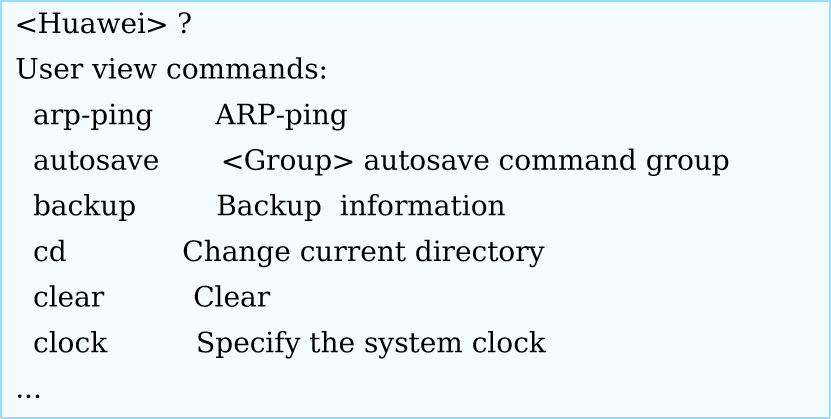 <Huawei> ?
User view commands:
arp-ping ARP-ping
autosave <Group> autosave command group
backup Backup information
cd Change current directory
clear Clear
clock Specify the system clock
...